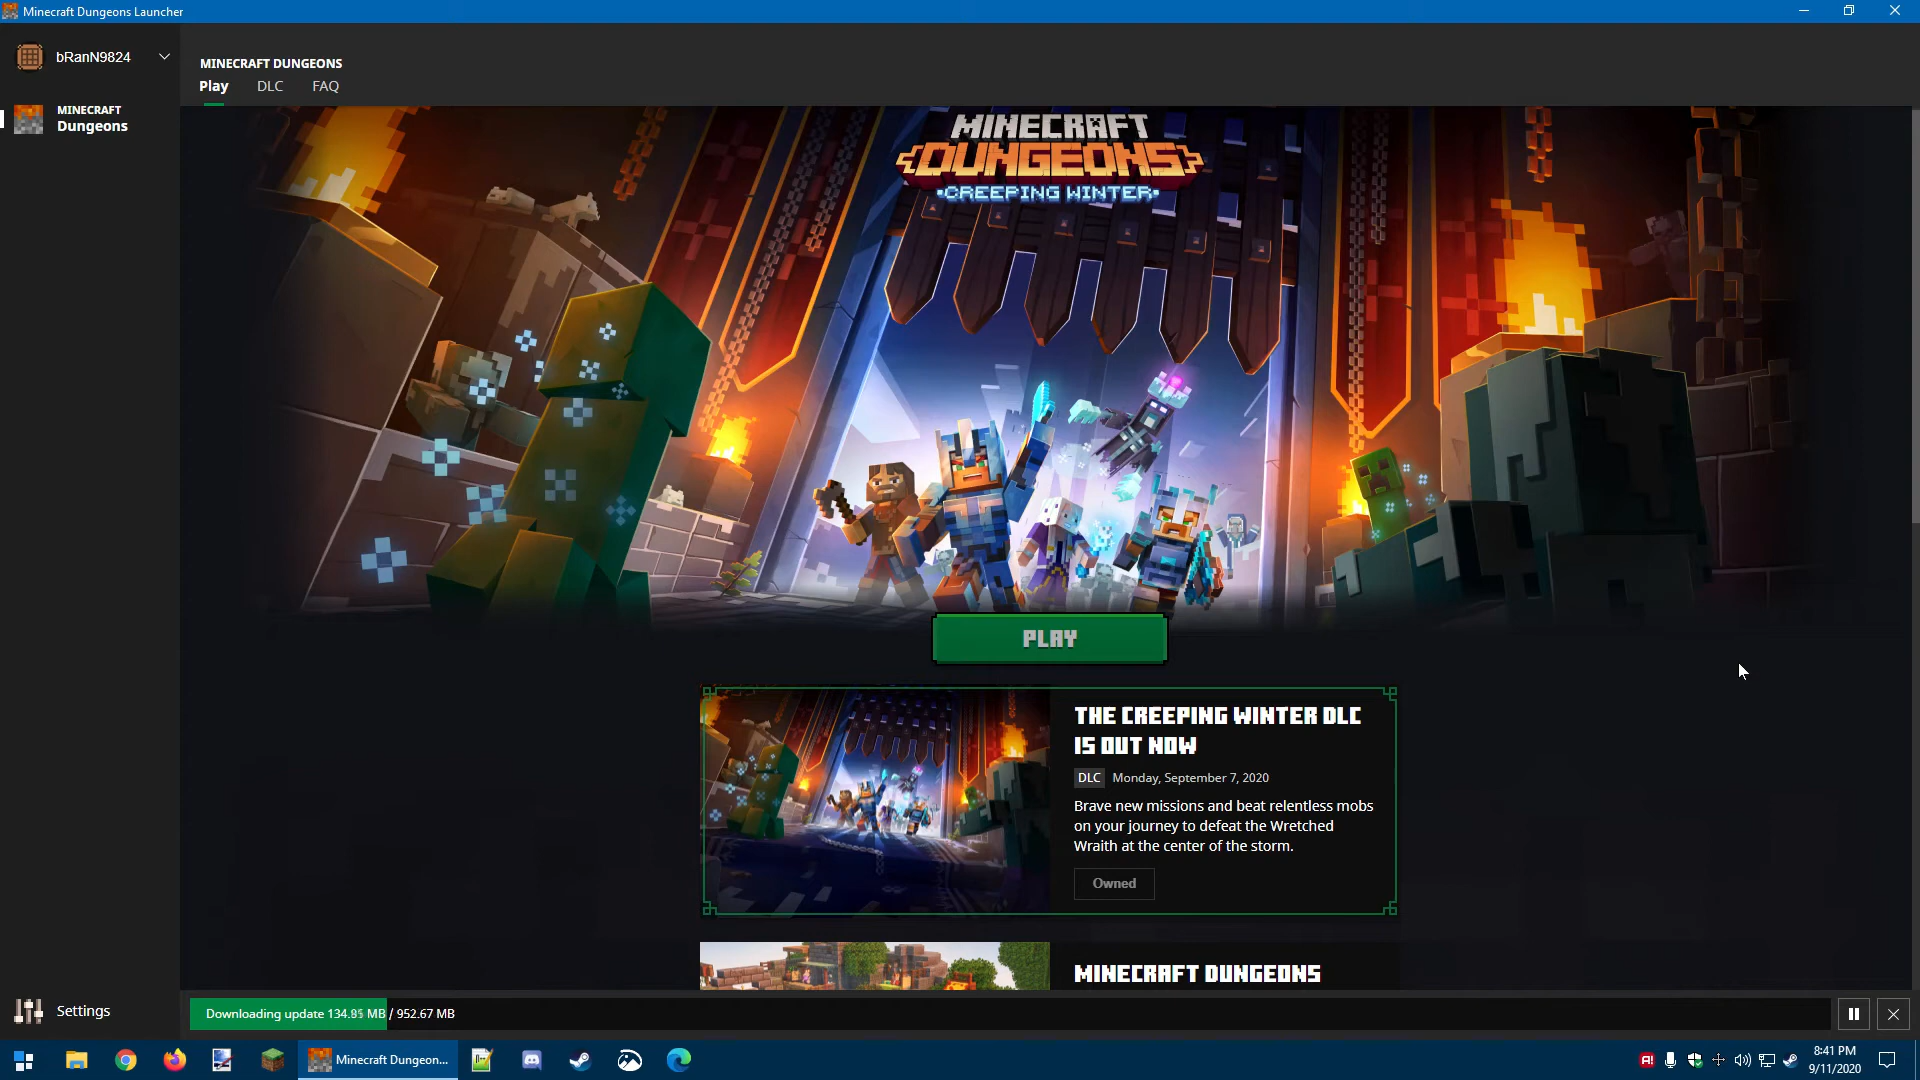 Minecraft Dungeons Launcher
bRanN9824
MINECRAFT
Dungeons
MINECRAFT DUNGEONS
Play DLC FAQ
MINECRAFT
DUNGEONS
CREEPING WINTER
PLAY
THE CREEPING WINTER DLC
IS OUT NOW
DLC Monday, September 7, 2020
Brave new missions and beat relentless mobs
on your journey to defeat the Wretched
Wraith at the center of the storm.
Owned
MINECRAFT DUNGEONS
Settings
Downloading update 134.85 MB / 952.67 MB
Minecraft Dungeon...
8:41 PM
9/11/2020